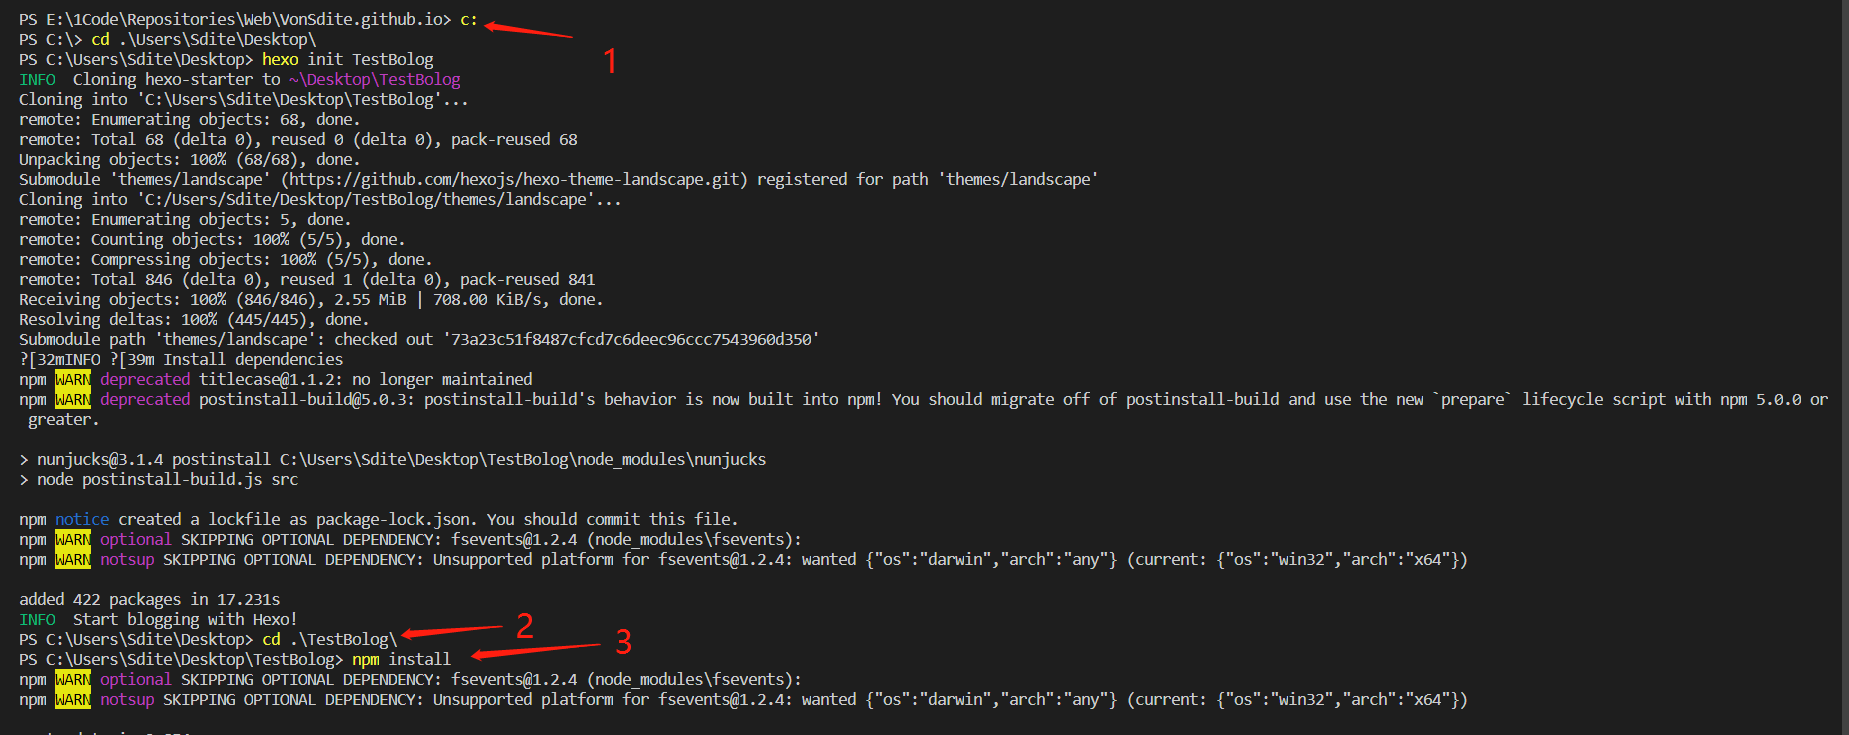 PS E:\1Code\Repositories\Web\VonSdite.github.io> c:
PS C:\> cd .\Users\Sdite\Desktop\
1
PS C:\Users\Sdite\Desktop> hexo init TestBolog
INFO  Cloning hexo-starter to ~\Desktop\TestBolog
Cloning into 'C:\Users\Sdite\Desktop\TestBolog'...
remote: Enumerating objects: 68, done.
remote: Total 68 (delta 0), reused 0 (delta 0), pack-reused 68
Unpacking objects: 100% (68/68), done.
Submodule 'themes/landscape' (https://github.com/hexojs/hexo-theme-landscape.git) registered for path 'themes/landscape'
Cloning into 'C:/Users/Sdite/Desktop/TestBolog/themes/landscape'...
remote: Enumerating objects: 5, done.
remote: Counting objects: 100% (5/5), done.
remote: Compressing objects: 100% (5/5), done.
remote: Total 846 (delta 0), reused 1 (delta 0), pack-reused 841
Receiving objects: 100% (846/846), 2.55 MiB | 708.00 KiB/s, done.
Resolving deltas: 100% (445/445), done.
Submodule path 'themes/landscape': checked out '73a23c51f8487cfcd7c6deec96ccc7543960d350'
?[32mINFO ?[39m Install dependencies
npm WARN deprecated titlecase@1.1.2: no longer maintained
npm WARN deprecated postinstall-build@5.0.3: postinstall-build's behavior is now built into npm! You should migrate off of postinstall-build and use the new `prepare` lifecycle script with npm 5.0.0 or
greater.
> nunjucks@3.1.4 postinstall C:\Users\Sdite\Desktop\TestBolog\node_modules\nunjucks
> node postinstall-build.js src
npm notice created a lockfile as package-lock.json. You should commit this file.
npm WARN optional SKIPPING OPTIONAL DEPENDENCY: fsevents@1.2.4 (node_modules\fsevents):
npm WARN notsup SKIPPING OPTIONAL DEPENDENCY: Unsupported platform for fsevents@1.2.4: wanted {"os":"darwin","arch":"any"} (current: {"os":"win32","arch":"x64"})
added 422 packages in 17.231s
INFO  Start blogging with Hexo!
PS C:\Users\Sdite\Desktop> cd .\TestBolog\
2
PS C:\Users\Sdite\Desktop\TestBolog> npm install
3
npm WARN optional SKIPPING OPTIONAL DEPENDENCY: fsevents@1.2.4 (node_modules\fsevents):
npm WARN notsup SKIPPING OPTIONAL DEPENDENCY: Unsupported platform for fsevents@1.2.4: wanted {"os":"darwin","arch":"any"} (current: {"os":"win32","arch":"x64"})